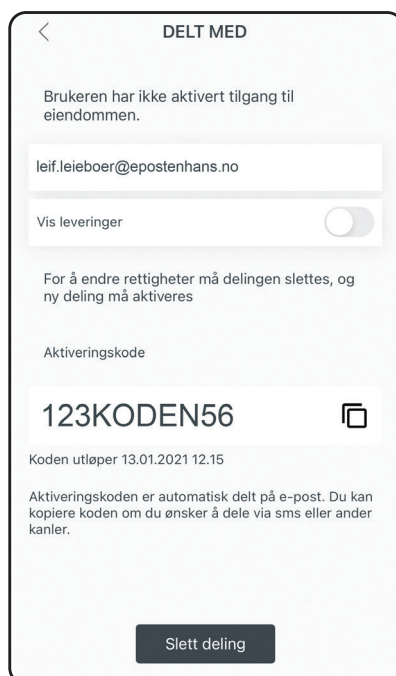 DELT MED
Brukeren har ikke aktivert tilgang til
eiendommen.
leif.leieboer@epostenhans.no
Vis leveringer
For å endre rettigheter må delingen slettes, og
ny deling må aktiveres
Aktiveringskode
123KODEN56
Koden utløper 13.01.2021 12.15
Aktiveringskoden er automatisk delt på e-post. Du kan
kopiere koden om du ønsker å dele via sms eller ander
kanler.
Slett deling